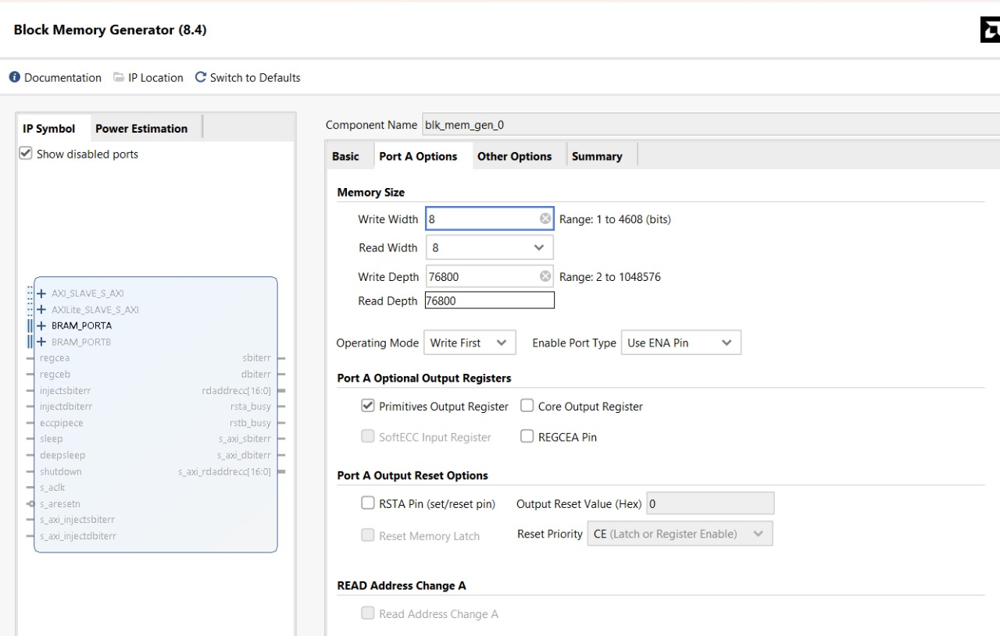 Block Memory Generator (8.4)
Documentation IP Location Switch to Defaults
IP Symbol Power Estimation
Show disabled ports
AXI_SLAVE_S_AXI
AXILite_SLAVE_S_AXI
BRAM_PORTA
BRAM_PORTB
regcea sbiterr
regceb dbiterr
injectsbiterr rdaddrecc[16:0]
injectdbiterr rsta_busy
eccpipece rstb_busy
sleep s_axi_sbiterr
deepsleep s_axi_dbiterr
shutdown s_axi_rdaddrecc[16:0]
s_aclk
s_aresetn
s_axi_injectsbiterr
s_axi_injectdbiterr
Component Name blk_mem_gen_0
Basic Port A Options Other Options Summary
Memory Size
Write Width 8 Range: 1 to 4608 (bits)
Read Width 8
Write Depth 76800 Range: 2 to 1048576
Read Depth 76800
Operating Mode Write First Enable Port Type Use ENA Pin
Port A Optional Output Registers
Primitives Output Register Core Output Register
SoftECC Input Register REGCEA Pin
Port A Output Reset Options
RSTA Pin (set/reset pin) Output Reset Value (Hex) 0
Reset Memory Latch Reset Priority CE (Latch or Register Enable)
READ Address Change A
Read Address Change A